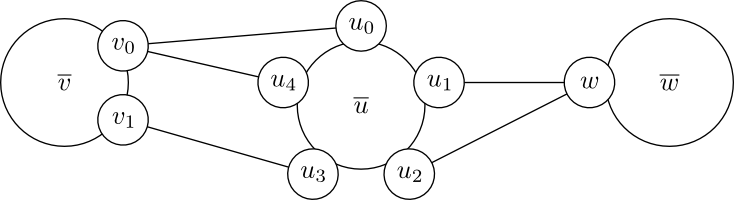 u₀
v₀
v̅
u₄
u₁
w
w̅
u̅
v₁
u₃
u₂